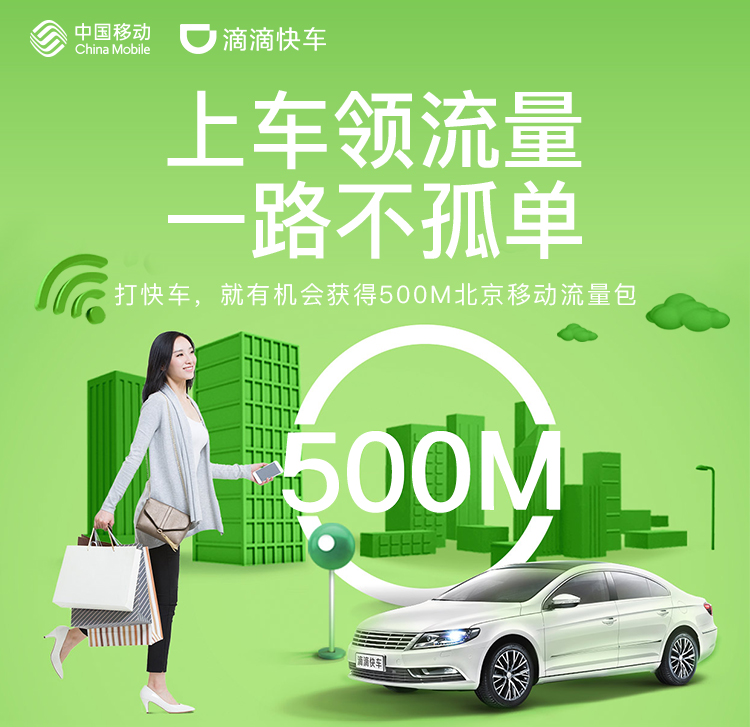 中国移动
China Mobile
滴滴快车
上车领流量
一路不孤单
打快车，就有机会获得500M北京移动流量包
500M
滴滴快车